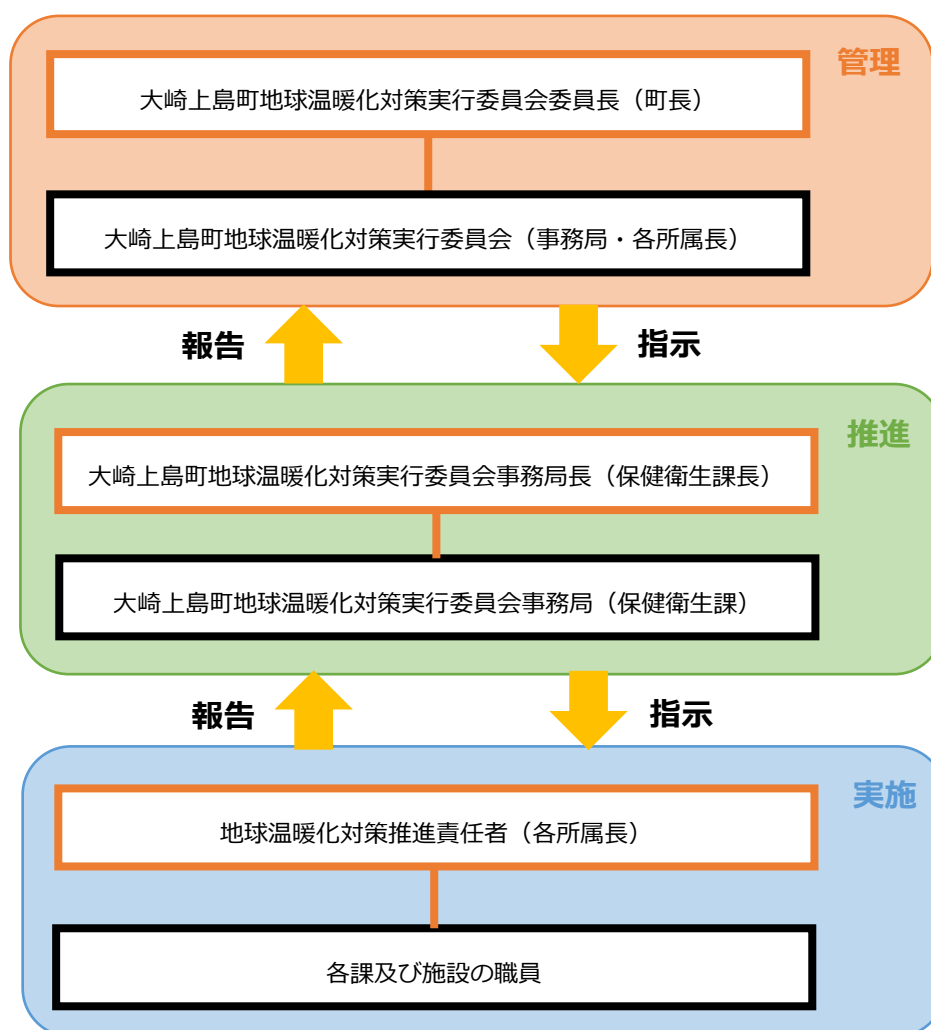 管理
大崎上島町地球温暖化対策実行委員会委員長（町長）
大崎上島町地球温暖化対策実行委員会（事務局・各所属長）
報告
指示
推進
大崎上島町地球温暖化対策実行委員会事務局長（保健衛生課長）
大崎上島町地球温暖化対策実行委員会事務局（保健衛生課）
報告
指示
実施
地球温暖化対策推進責任者（各所属長）
各課及び施設の職員